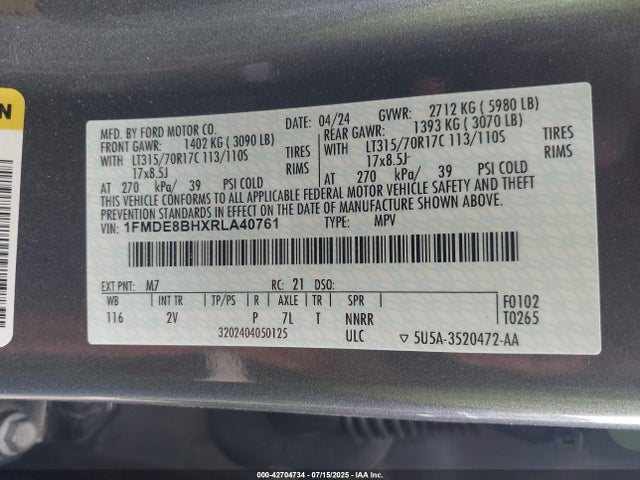 N
MFD. BY FORD MOTOR CO.
DATE: 04/24
GVWR: 2712 KG ( 5980 LB)
FRONT GAWR: 1402 KG ( 3090 LB)
REAR GAWR: 1393 KG ( 3070 LB)
WITH LT315/70R17C 113/110S TIRES
WITH LT315/70R17C 113/110S TIRES
17x8.5J RIMS
17x8.5J RIMS
AT 270 kPa/ 39 PSI COLD
AT 270 kPa/ 39 PSI COLD
THIS VEHICLE CONFORMS TO ALL APPLICABLE FEDERAL MOTOR VEHICLE SAFETY AND THEFT
PREVENTION STANDARDS IN EFFECT ON THE DATE OF MANUFACTURE SHOWN ABOVE.
VIN: 1FMDE8BHXRLA40761 TYPE: MPV
EXT PNT: M7 RC: 21 DSO:
WB INT TR TP/PS R AXLE TR SPR F0102
116 2V P 7L T NNRR T0265
3202404050125 ULC 5U5A-3520472-AA
000-42704734 | 07/15/2025 | IAA Inc.